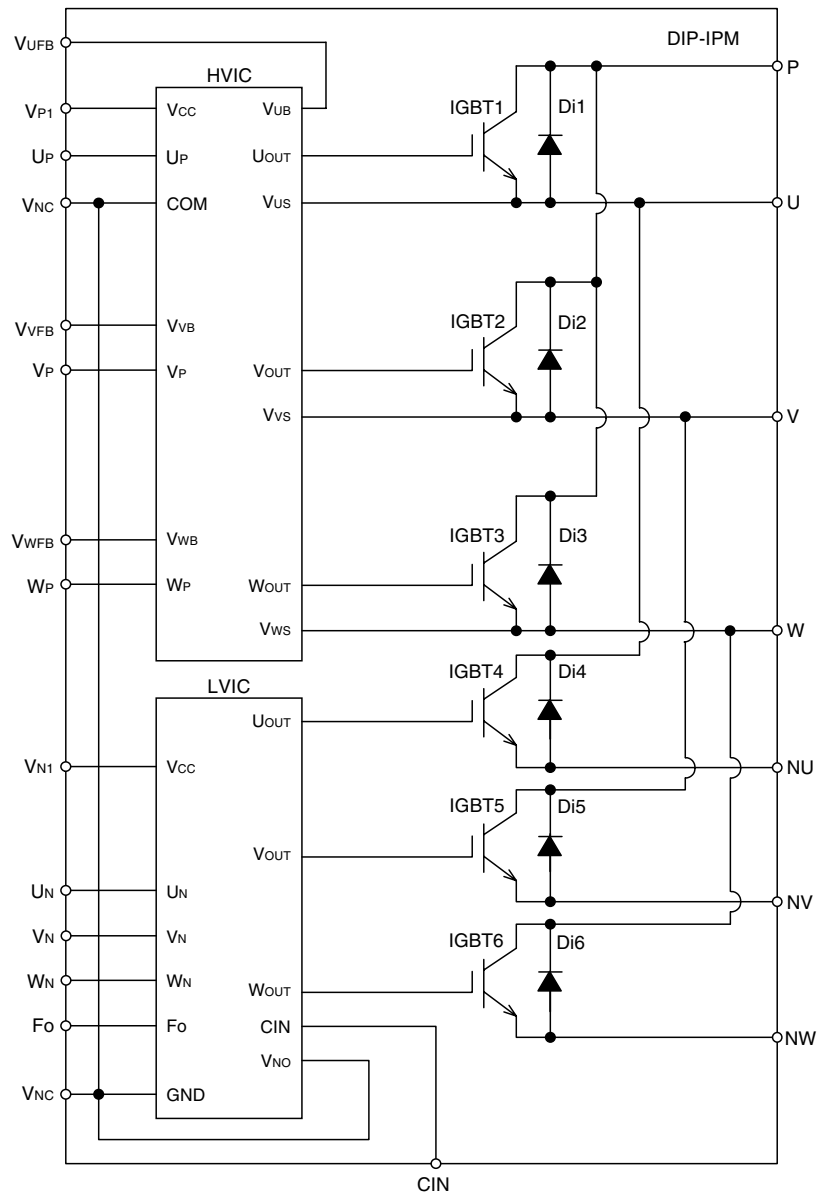 DIP-IPM
VUFB
P
HVIC
IGBT1
Di1
VP1
VCC
VUB
UP
UP
UOUT
VNC
COM
VUS
U
IGBT2
Di2
VVFB
VVB
VP
VP
VOUT
VVS
V
IGBT3
Di3
VWFB
VWB
WP
WP
WOUT
VWS
W
IGBT4
Di4
LVIC
UOUT
VN1
VCC
NU
IGBT5
Di5
VOUT
UN
UN
NV
VN
VN
IGBT6
Di6
WN
WN
WOUT
FO
FO
CIN
NW
VNO
VNC
GND
CIN